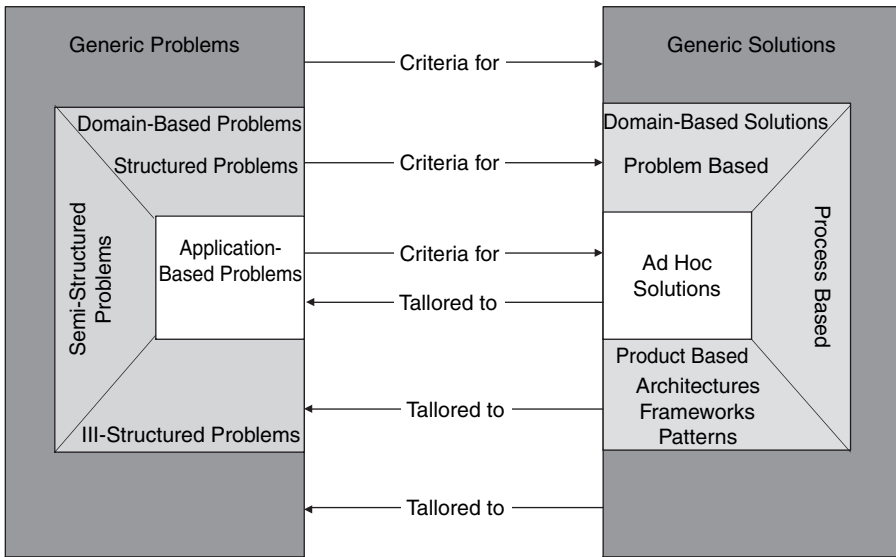 Generic Problems
Criteria for
Generic Solutions
Domain-Based Problems
Structured Problems
Criteria for
Domain-Based Solutions
Problem Based
Semi-Structured
Problems
Application-
Based Problems
Criteria for
Tallored to
Ad Hoc
Solutions
Process Based
III-Structured Problems
Tallored to
Product Based
Architectures
Frameworks
Patterns
Tallored to